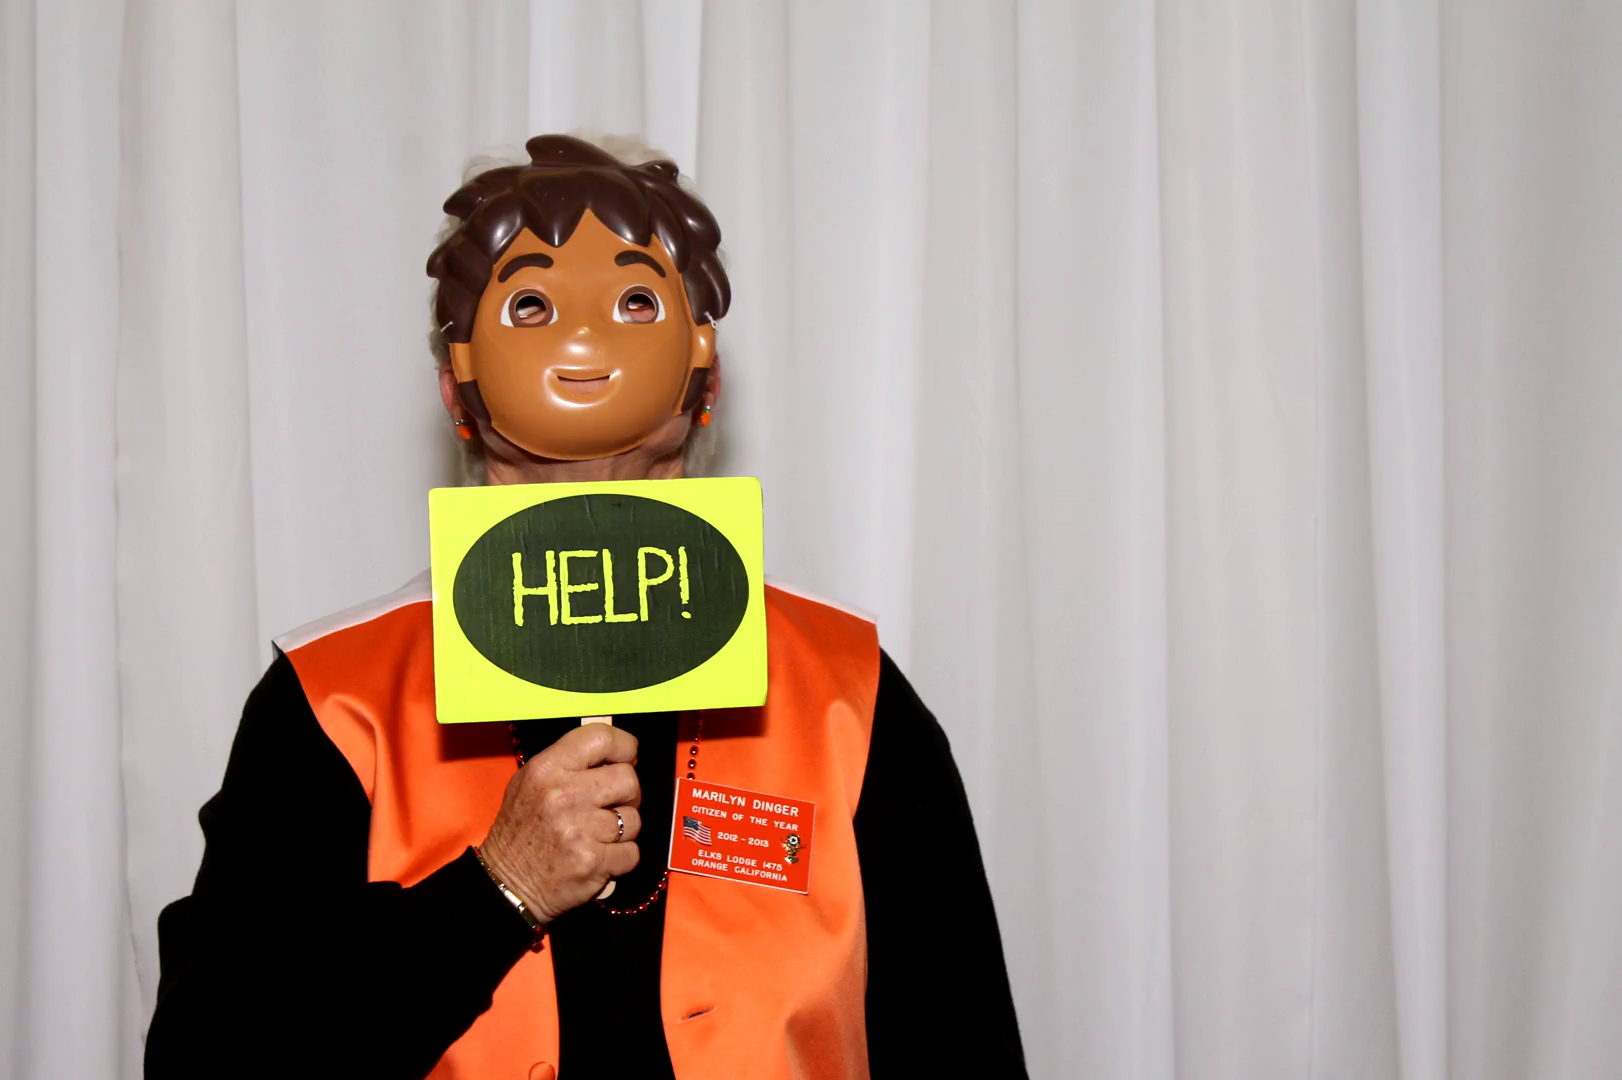 HELP!
MARILYN DINGER
CITIZEN OF THE YEAR
2012 - 2013
ELKS LODGE 1475
ORANGE CALIFORNIA